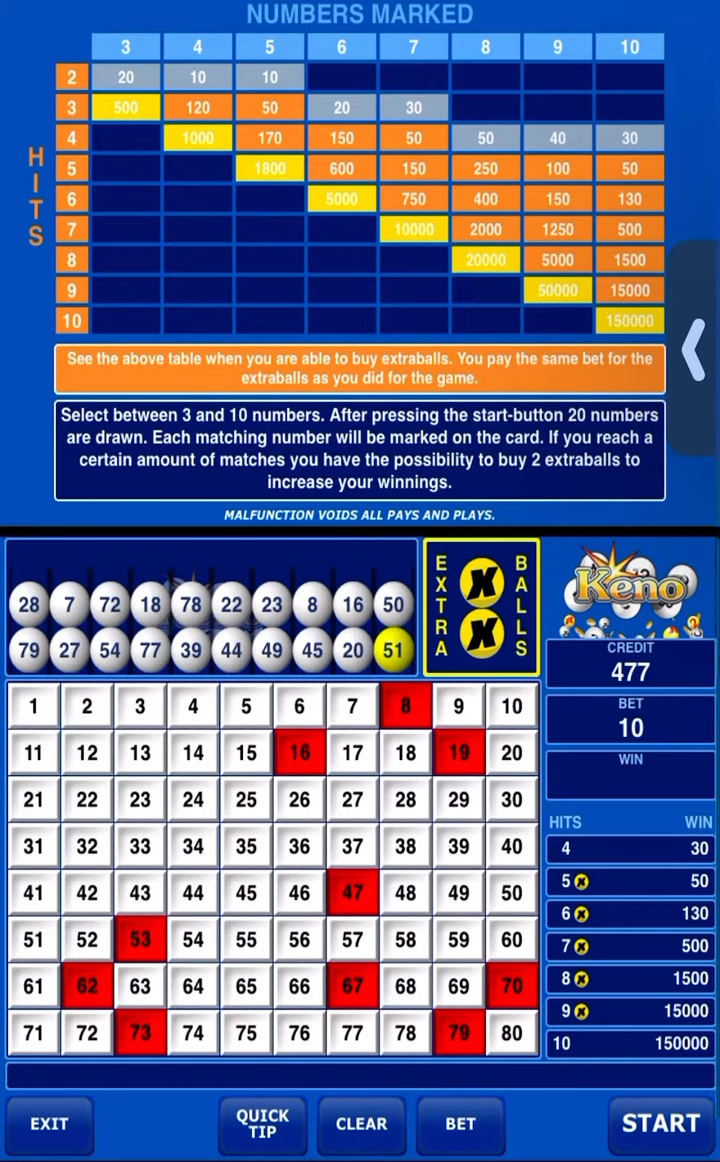 NUMBERS MARKED
3 4 5 6 7 8 9 10
HITS
2 20 10 10
3 500 120 50 20 30
4 1000 170 150 50 50 40 30
5 1800 600 150 250 100 50
6 5000 750 400 150 130
7 10000 2000 1250 500
8 20000 5000 1500
9 50000 15000
10 150000
See the above table when you are able to buy extraballs. You pay the same bet for the
extraballs as you did for the game.
Select between 3 and 10 numbers. After pressing the start-button 20 numbers
are drawn. Each matching number will be marked on the card. If you reach a
certain amount of matches you have the possibility to buy 2 extraballs to
increase your winnings.
MALFUNCTION VOIDS ALL PAYS AND PLAYS.
28 7 72 18 78 22 23 8 16 50
79 27 54 77 39 44 49 45 20 51
EXTRA
X
X
BALLS
Keno
CREDIT
477
BET
10
WIN
1 2 3 4 5 6 7 8 9 10
11 12 13 14 15 16 17 18 19 20
21 22 23 24 25 26 27 28 29 30
31 32 33 34 35 36 37 38 39 40
41 42 43 44 45 46 47 48 49 50
51 52 53 54 55 56 57 58 59 60
61 62 63 64 65 66 67 68 69 70
71 72 73 74 75 76 77 78 79 80
HITS WIN
4 30
5 X 50
6 X 130
7 X 500
8 X 1500
9 X 15000
10 150000
EXIT
QUICK
TIP
CLEAR
BET
START